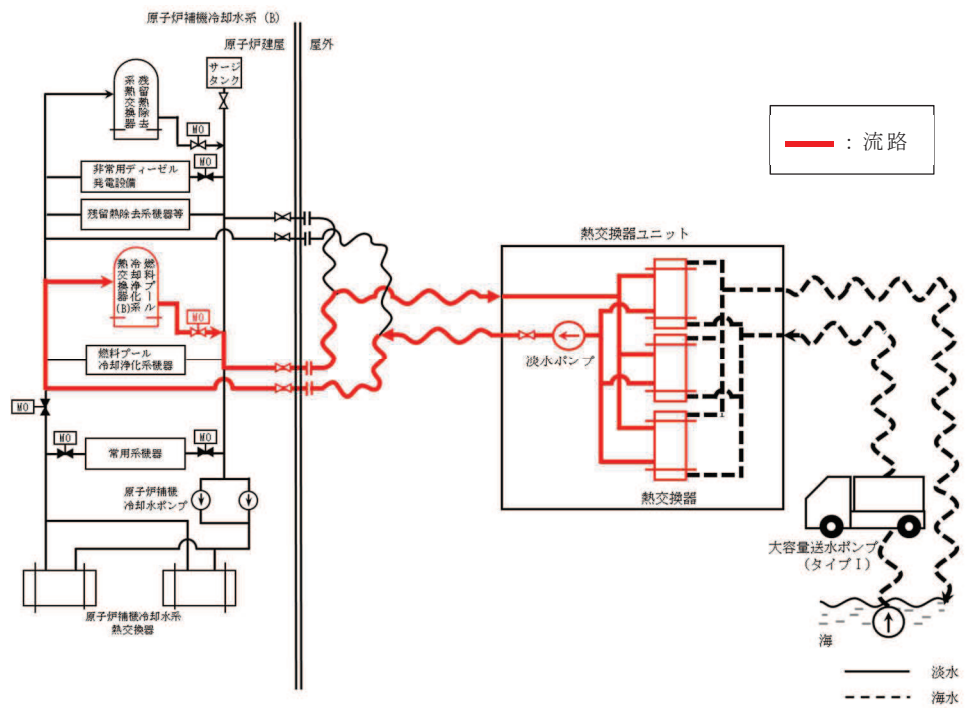 原子炉補機冷却水系(B)
原子炉建屋
屋外
サージ
タンク
残留熱除去
系熱交換器
MO
MO
非常用ディーゼル
発電設備
残留熱除去系機器等
燃料プール
冷却浄化系
熱交換器(B)
MO
燃料プール
冷却浄化系機器
MO
MO
常用系機器
MO
原子炉補機
冷却水ポンプ
原子炉補機冷却水系
熱交換器
:流路
熱交換器ユニット
淡水ポンプ
熱交換器
大容量送水ポンプ
(タイプⅠ)
海
淡水
海水